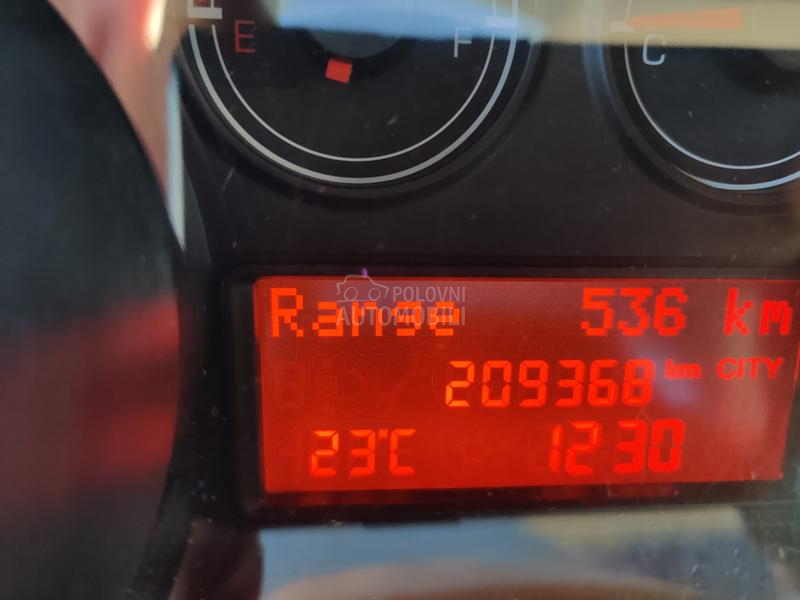 E F C
POLOVNI
AUTOMOBILI
Range 536 km
209368 km CITY
23°C 12 30